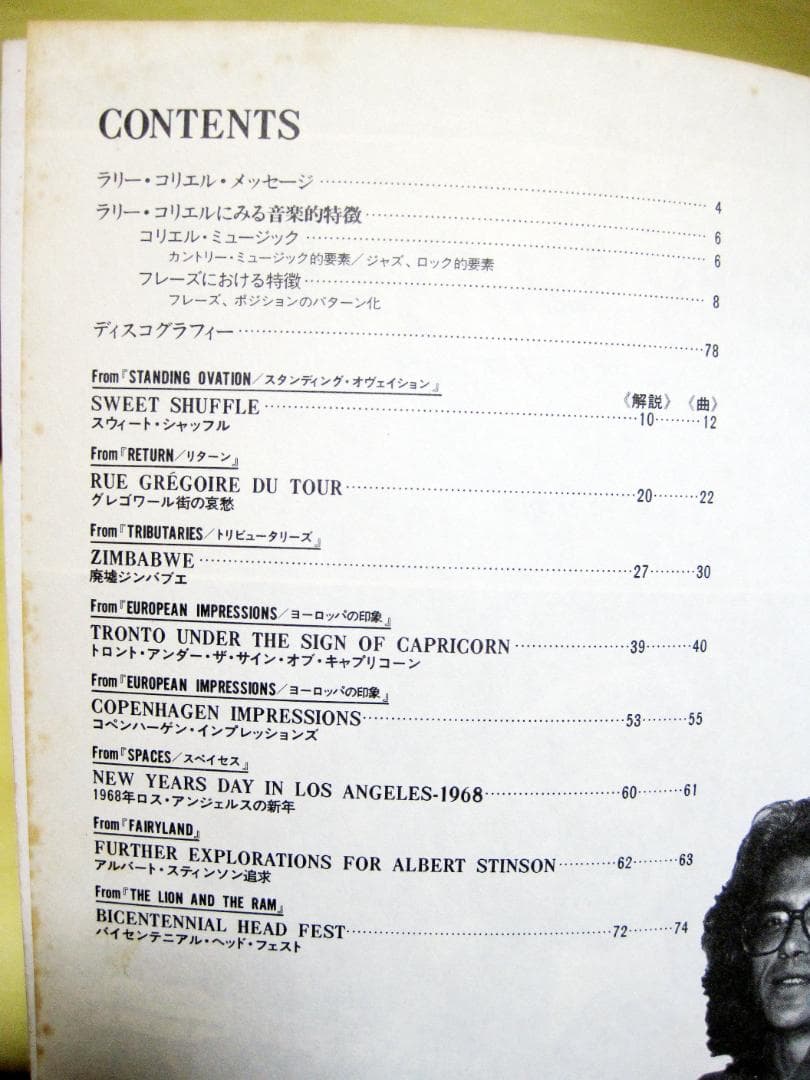 CONTENTS
ラリー・コリエル・メッセージ 4
ラリー・コリエルにみる音楽的特徴 6
コリエル・ミュージック 6
カントリー・ミュージック的要素／ジャズ、ロック的要素
フレーズにおける特徴 8
フレーズ、ポジションのパターン化
ディスコグラフィー 78
From『STANDING OVATION／スタンディング・オヴェイション』
《解説》 《曲》
SWEET SHUFFLE 10 12
スウィート・シャッフル
From『RETURN／リターン』
RUE GRÉGOIRE DU TOUR 20 22
グレゴワール街の哀愁
From『TRIBUTARIES／トリビュータリーズ』
ZIMBABWE 27 30
廃墟ジンバブエ
From『EUROPEAN IMPRESSIONS／ヨーロッパの印象』
TRONTO UNDER THE SIGN OF CAPRICORN 39 40
トロント・アンダー・ザ・サイン・オブ・キャプリコーン
From『EUROPEAN IMPRESSIONS／ヨーロッパの印象』
COPENHAGEN IMPRESSIONS 53 55
コペンハーゲン・インプレッションズ
From『SPACES／スペイセス』
NEW YEARS DAY IN LOS ANGELES-1968 60 61
1968年ロス・アンジェルスの新年
From『FAIRYLAND』
FURTHER EXPLORATIONS FOR ALBERT STINSON 62 63
アルバート・スティンソン追求
From『THE LION AND THE RAM』
BICENTENNIAL HEAD FEST 72 74
バイセンテニアル・ヘッド・フェスト